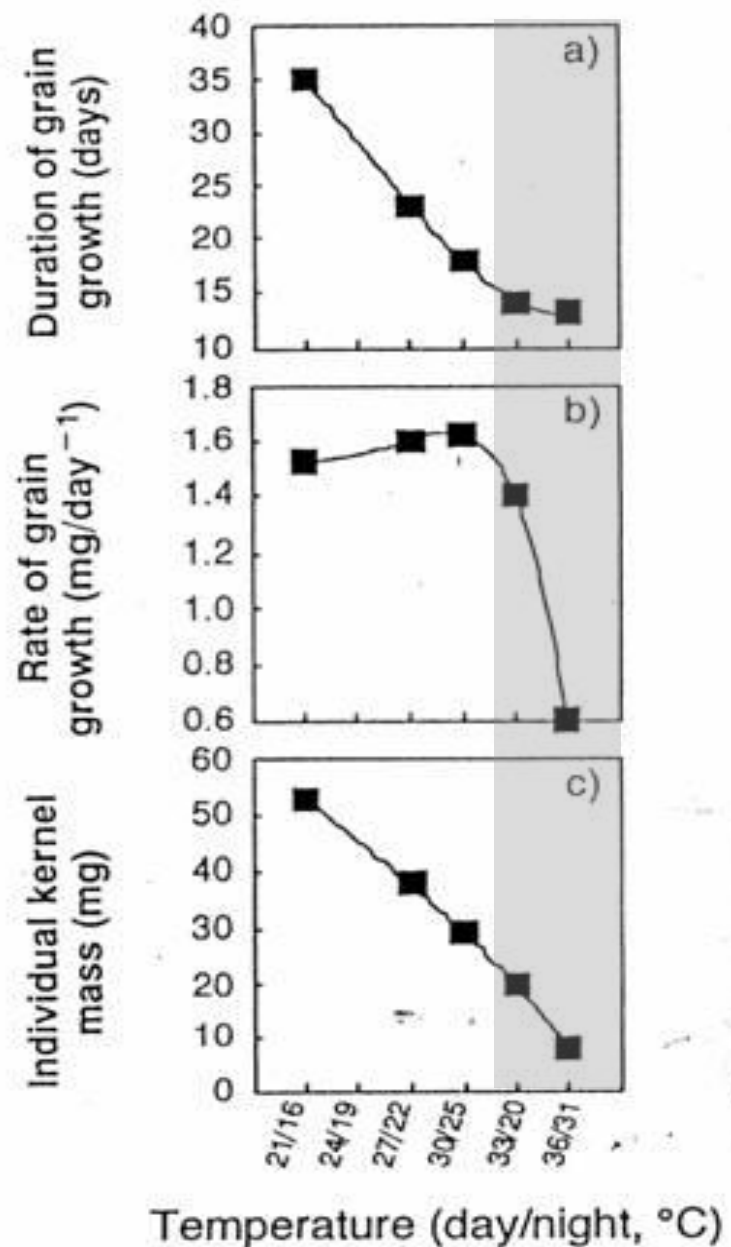 Duration of grain
growth (days)
40
35
30
25
20
15
10
a)
Rate of grain
growth (mg/day⁻¹)
1.8
1.6
1.4
1.2
1.0
0.8
0.6
b)
Individual kernel
mass (mg)
60
50
40
30
20
10
0
c)
21/16
24/19
27/22
30/25
33/20
36/31
Temperature (day/night, °C)